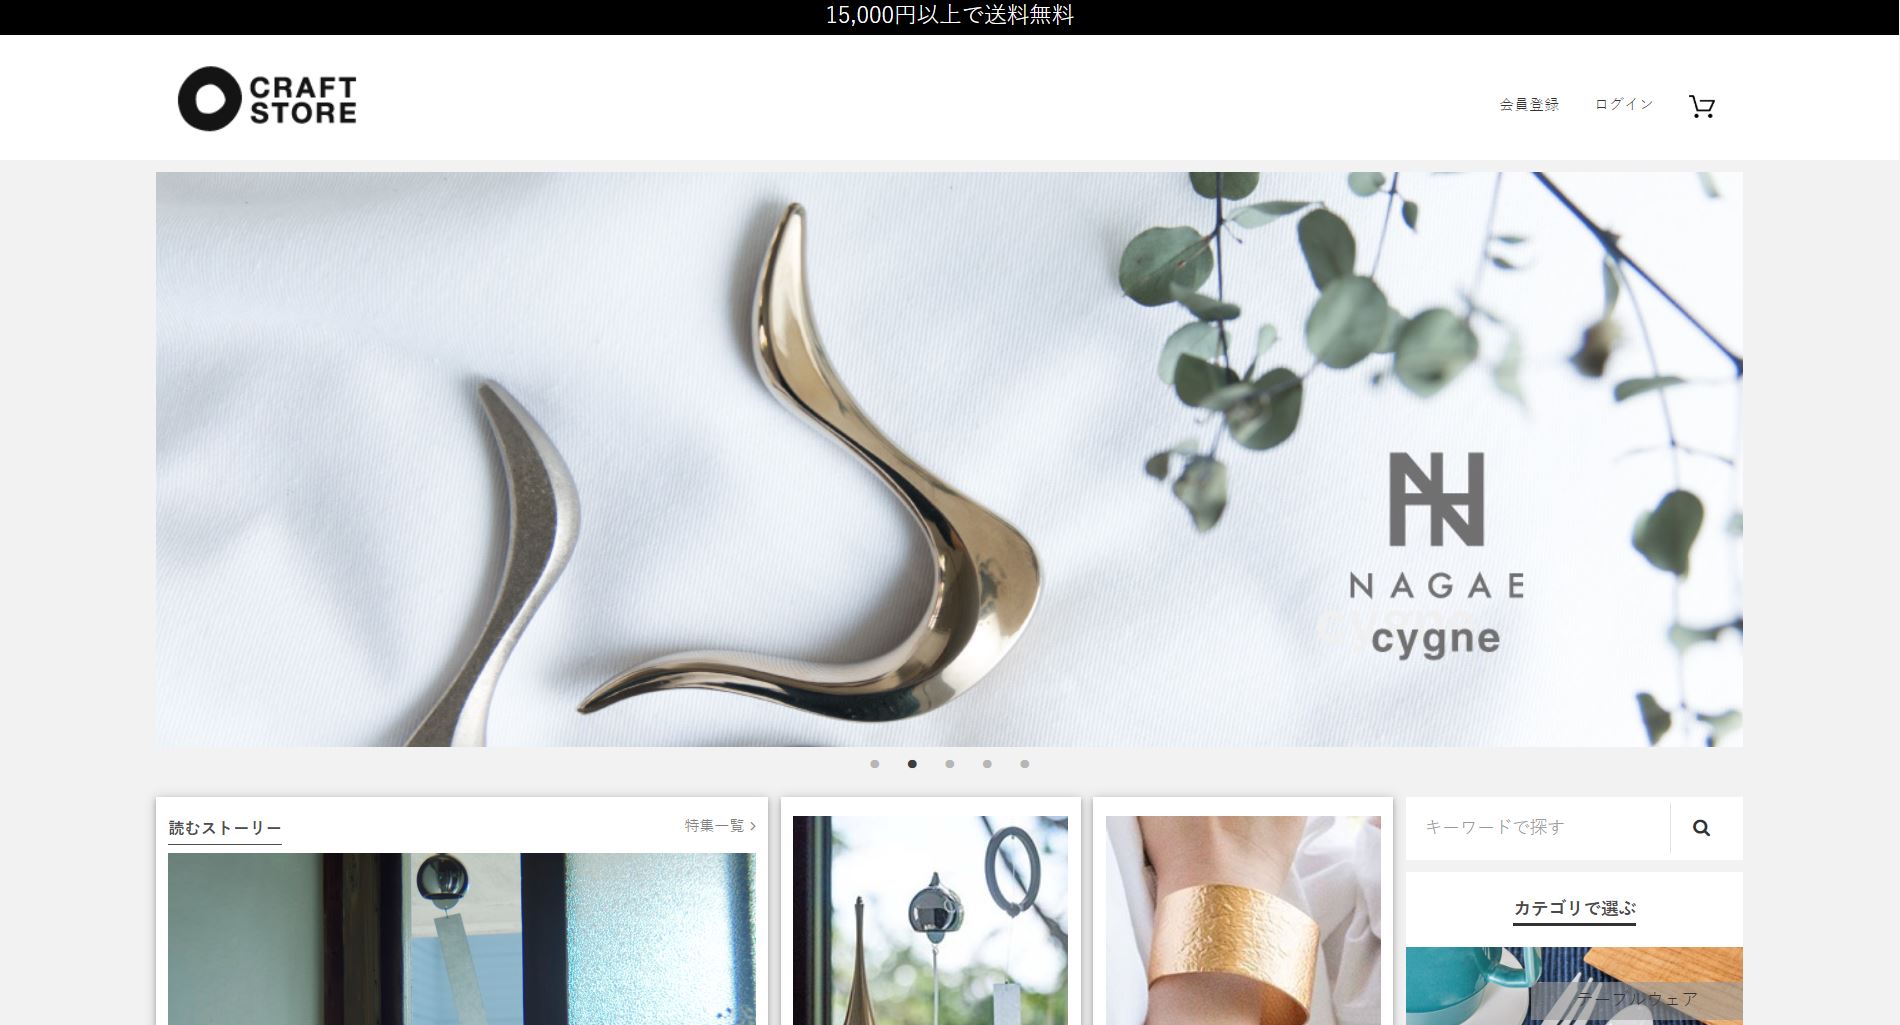 15,000円以上で送料無料
CRAFT
STORE
会員登録
ログイン
NAGAE
cygne
読むストーリー
特集一覧
キーワードで探す
カテゴリで選ぶ
テーブルウェア